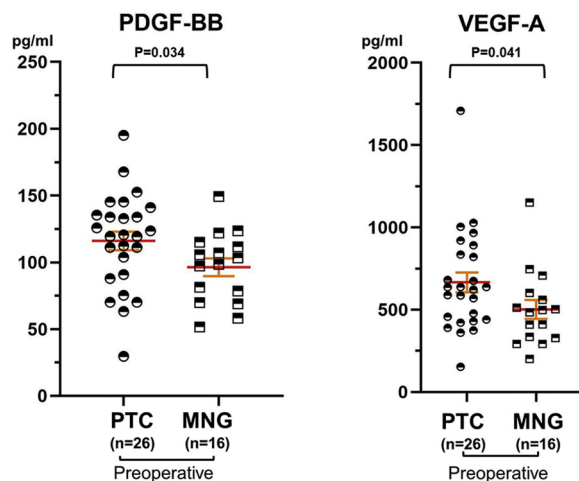 PDGF-BB
pg/ml
P=0.034
250
200
150
100
50
0
PTC MNG
(n=26) (n=16)
Preoperative
VEGF-A
pg/ml
P=0.041
2000
1500
1000
500
0
PTC MNG
(n=26) (n=16)
Preoperative